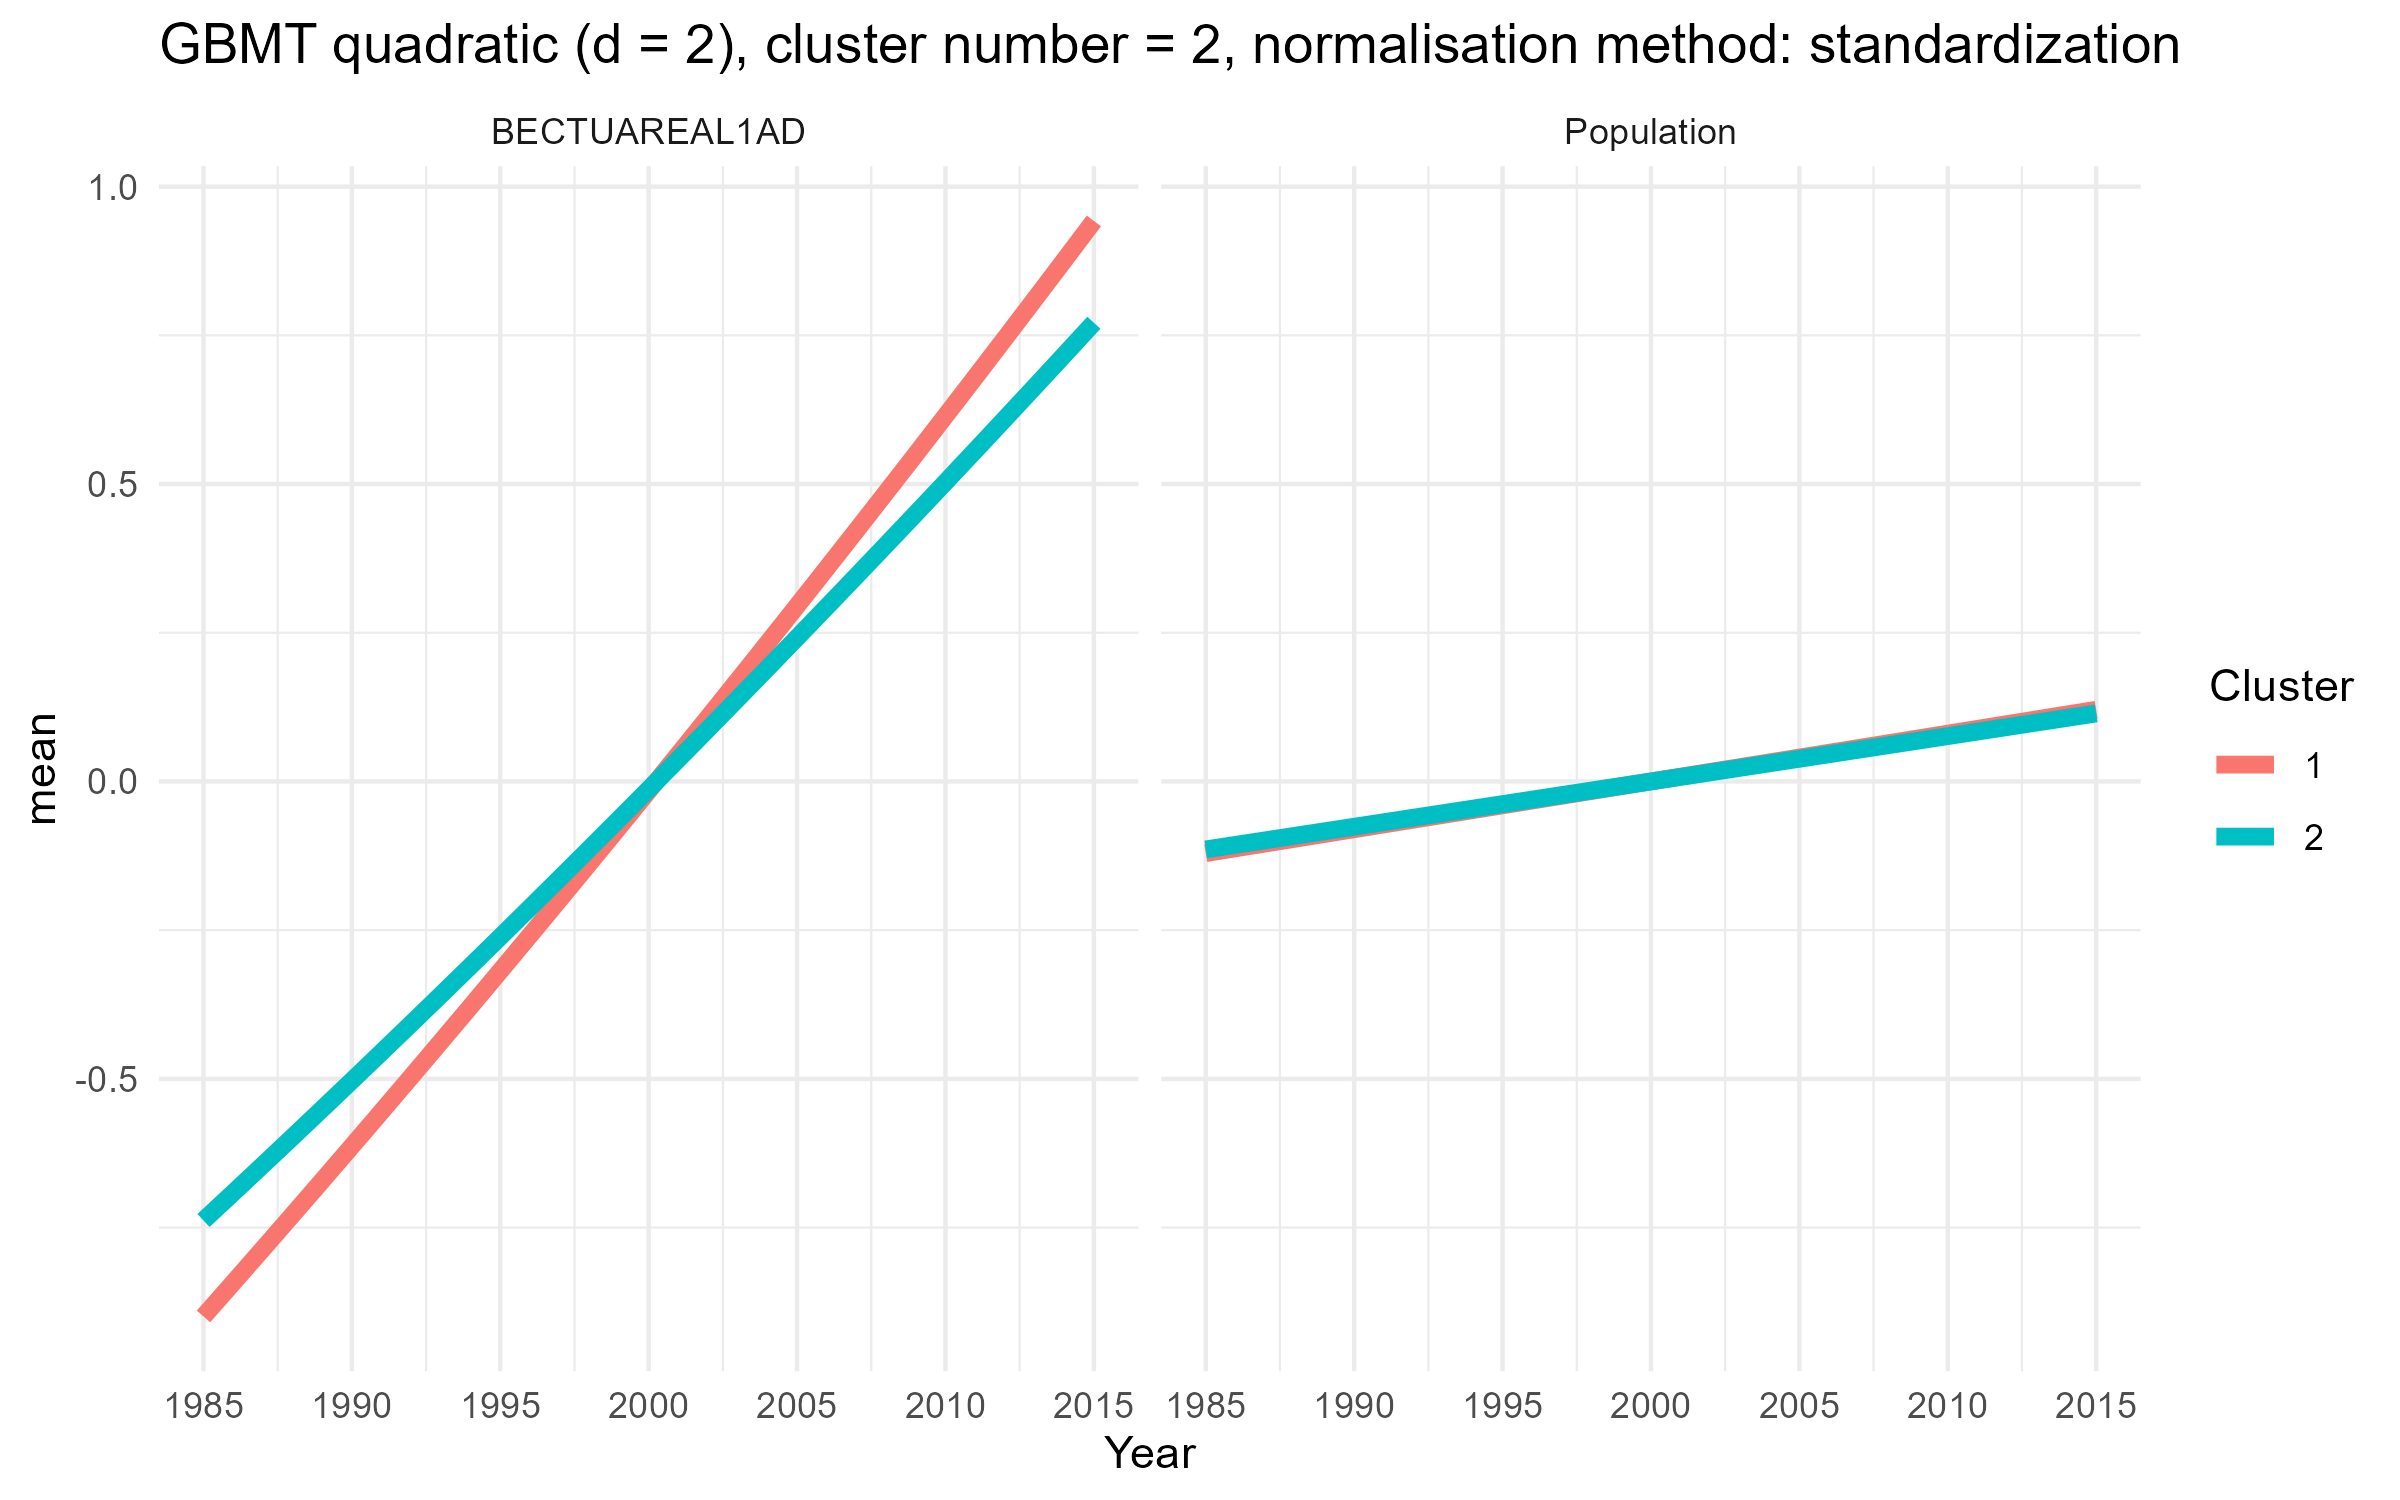 GBMT quadratic (d = 2), cluster number = 2, normalisation method: standardization
BECTUAREAL1AD
Population
1.0
0.5
0.0
-0.5
mean
1985 1990 1995 2000 2005 2010 2015
1985 1990 1995 2000 2005 2010 2015
Year
Cluster
1
2